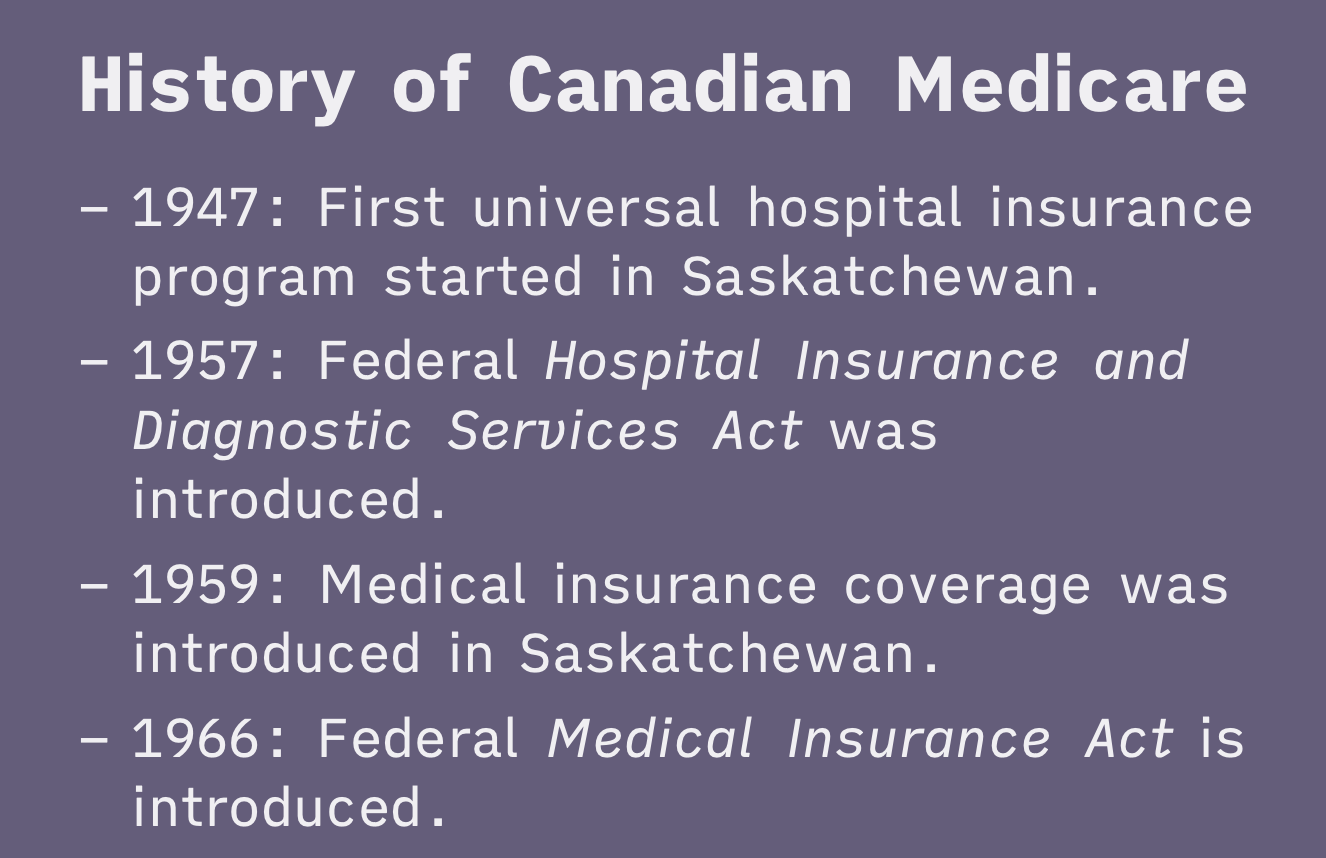 History of Canadian Medicare
– 1947: First universal hospital insurance
program started in Saskatchewan.
– 1957: Federal Hospital Insurance and
Diagnostic Services Act was
introduced.
– 1959: Medical insurance coverage was
introduced in Saskatchewan.
– 1966: Federal Medical Insurance Act is
introduced.